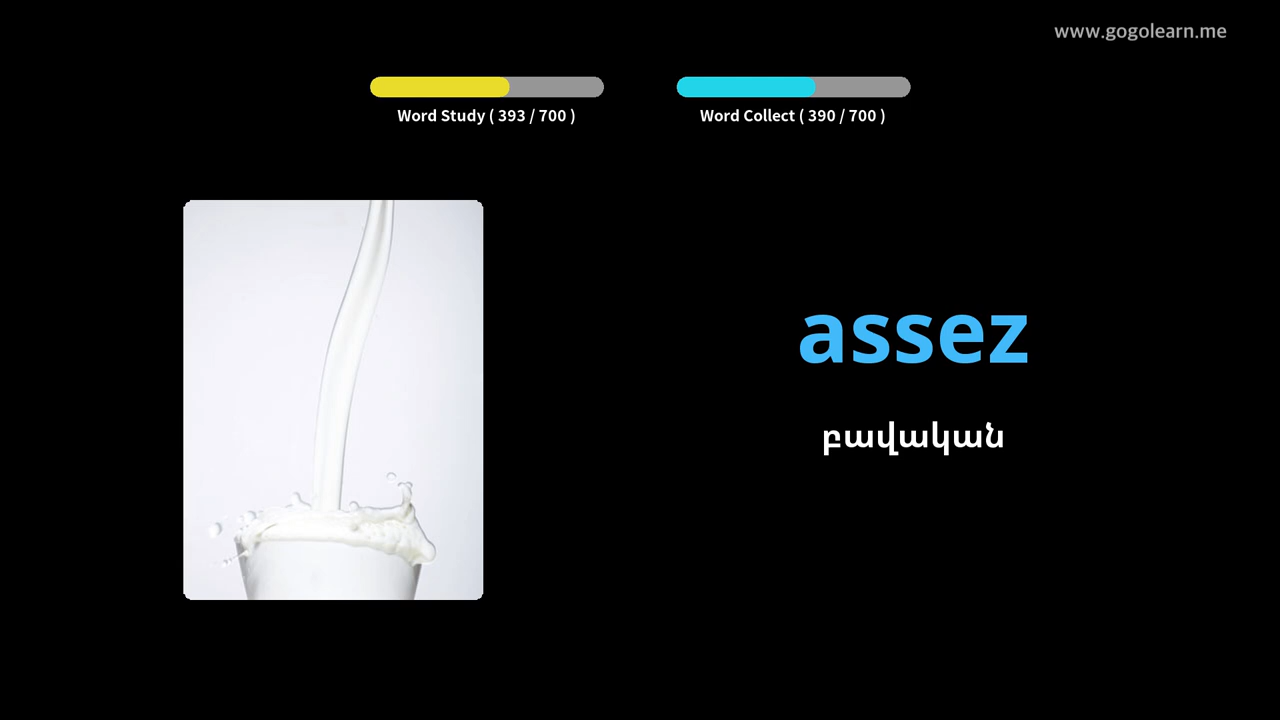 www.gogolearn.me
Word Study ( 393 / 700 )
Word Collect ( 390 / 700 )
assez
բավական